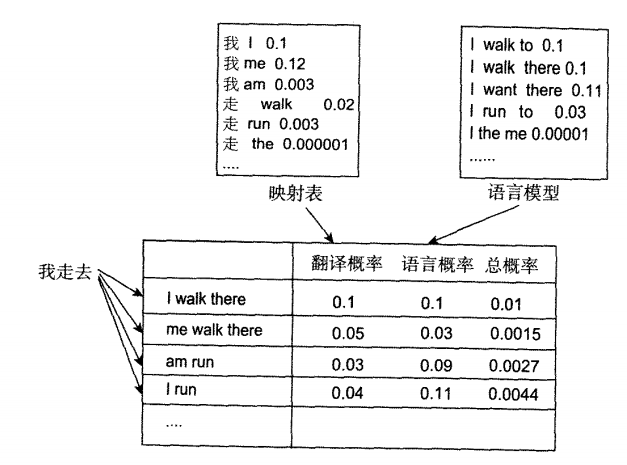 我 I 0.1
我 me 0.12
我 am 0.003
走 walk 0.02
走 run 0.003
走 the 0.000001
....
映射表
I walk to 0.1
I walk there 0.1
I want there 0.11
I run to 0.03
I the me 0.00001
......
语言模型
我走去
翻译概率 语言概率 总概率
I walk there 0.1 0.1 0.01
me walk there 0.05 0.03 0.0015
am run 0.03 0.09 0.0027
I run 0.04 0.11 0.0044
....